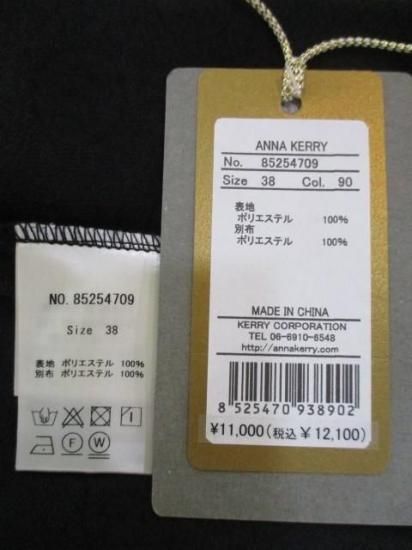 ANNA KERRY
No. 85254709
Size 38 Col. 90
表地
ポリエステル 100%
別布
ポリエステル 100%
MADE IN CHINA
KERRY CORPORATION
TEL 06-6910-6548
http://annakerry.com
8 525470 938902
¥11,000(税込¥12,100)
NO. 85254709
Size 38
表地 ポリエステル 100%
別布 ポリエステル 100%
F W